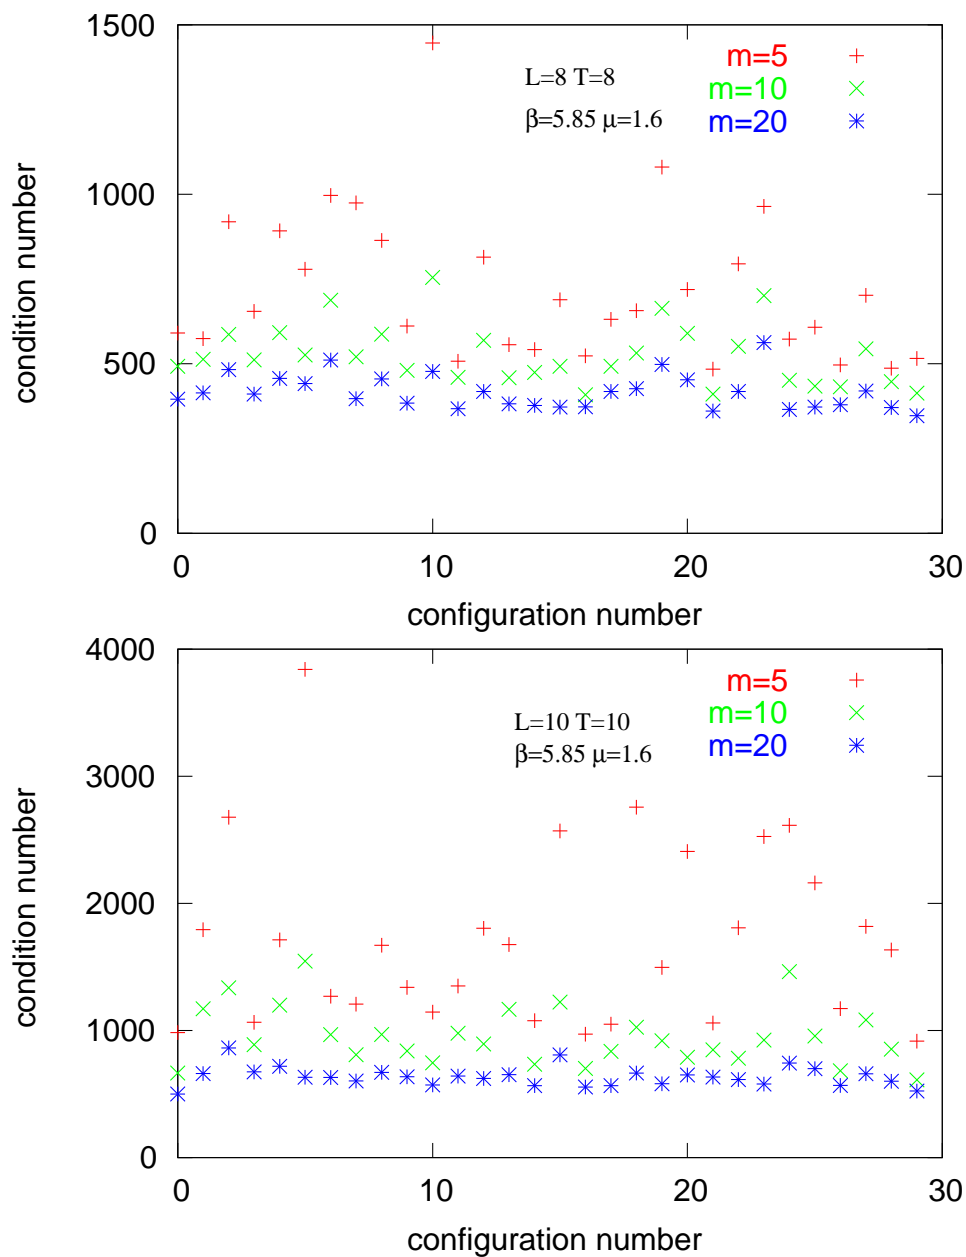 1500
1000
500
0
condition number
L=8 T=8
β=5.85 μ=1.6
m=5
m=10
m=20
0
10
20
30
configuration number
4000
3000
2000
1000
0
condition number
L=10 T=10
β=5.85 μ=1.6
m=5
m=10
m=20
0
10
20
30
configuration number